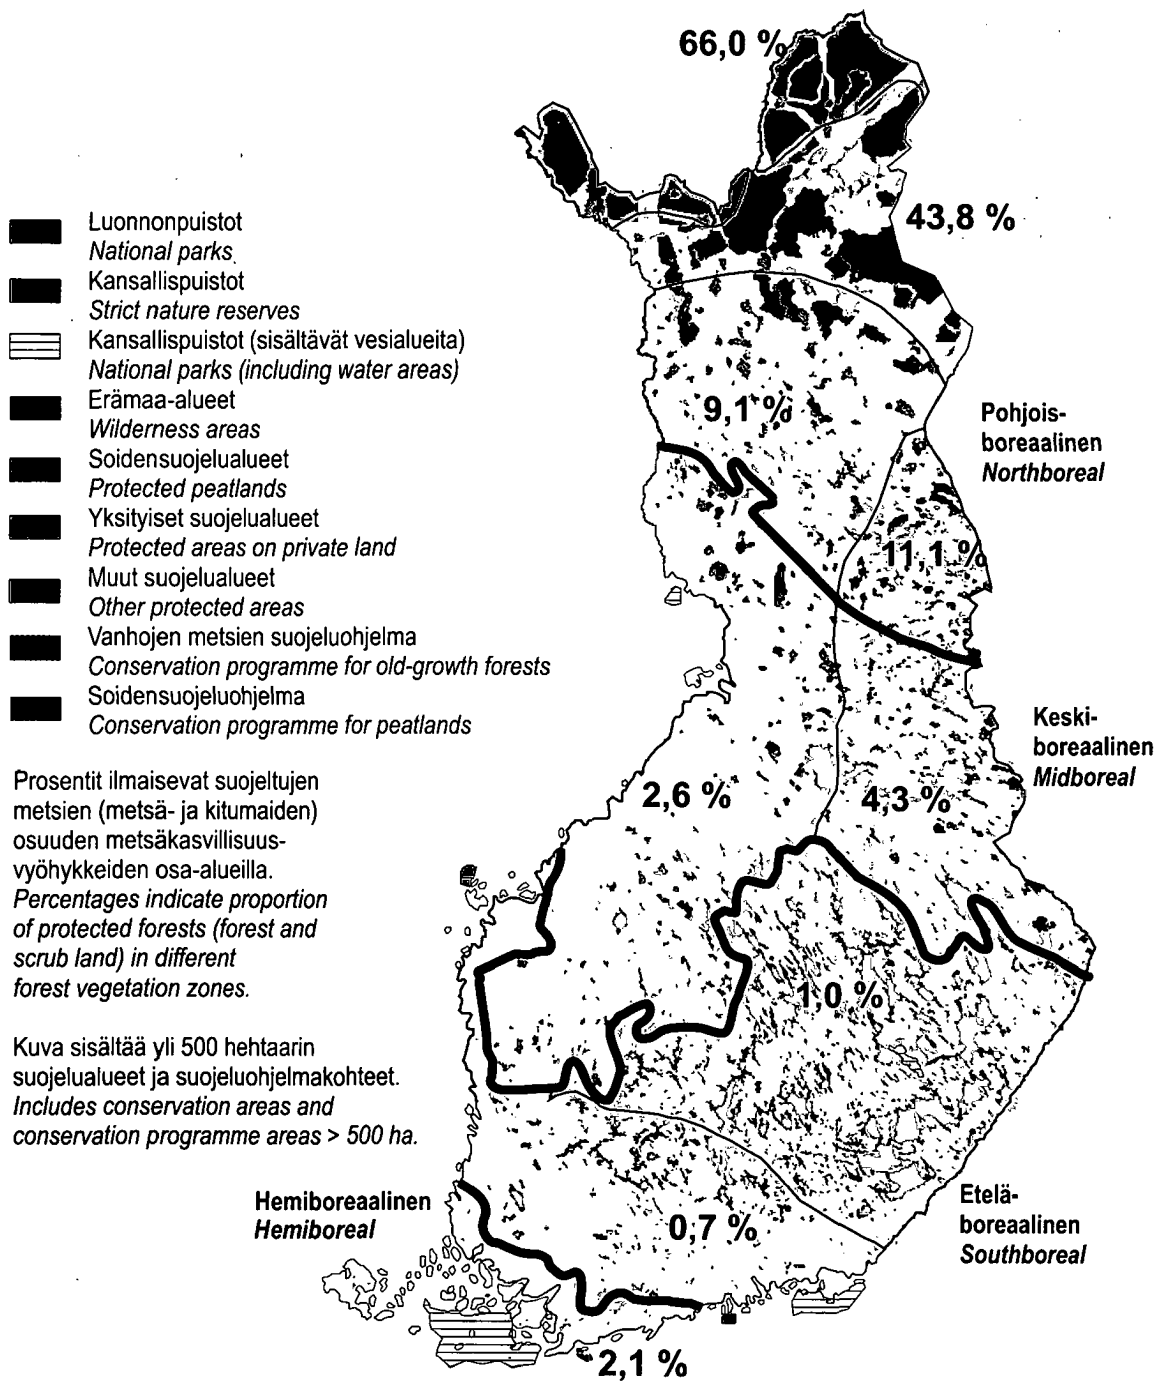 66,0 %
43,8 %
Luonnonpuistot
National parks
Kansallispuistot
Strict nature reserves
Kansallispuistot (sisältävät vesialueita)
National parks (including water areas)
Erämaa-alueet
Wilderness areas
Soidensuojelualueet
Protected peatlands
Yksityiset suojelualueet
Protected areas on private land
Muut suojelualueet
Other protected areas
Vanhojen metsien suojeluohjelma
Conservation programme for old-growth forests
Soidensuojeluohjelma
Conservation programme for peatlands
9,1 %
Pohjois-
boreaalinen
Northboreal
11,1 %
Keski-
boreaalinen
Midboreal
2,6 %
4,3 %
Prosentit ilmaisevat suojeltujen
metsien (metsä- ja kitumaiden)
osuuden metsäkasvillisuus-
vyöhykkeiden osa-alueilla.
Percentages indicate proportion
of protected forests (forest and
scrub land) in different
forest vegetation zones.
1,0 %
Kuva sisältää yli 500 hehtaarin
suojelualueet ja suojeluohjelmakohteet.
Includes conservation areas and
conservation programme areas > 500 ha.
Hemiboreaalinen
Hemiboreal
0,7 %
Etelä-
boreaalinen
Southboreal
2,1 %